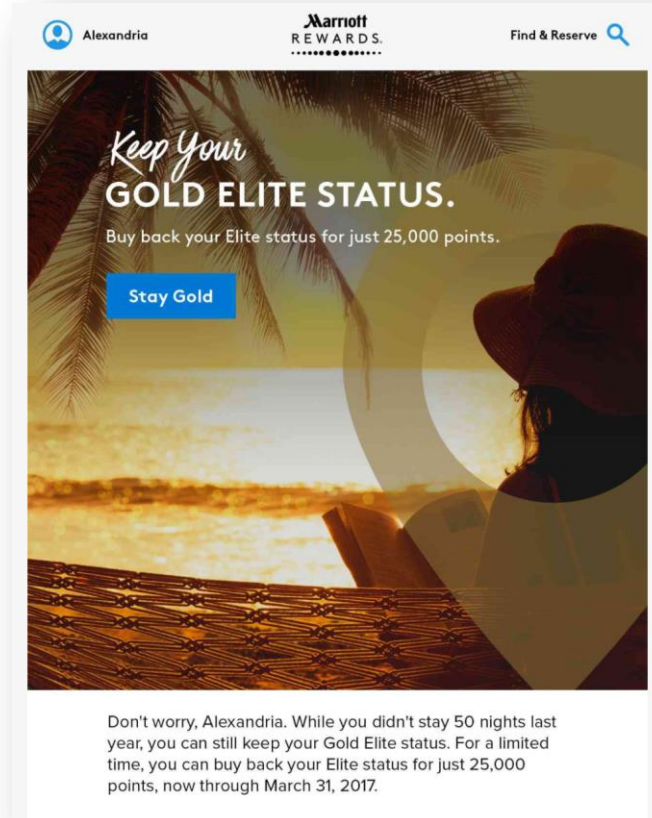 Alexandria
Marriott
REWARDS.
Find & Reserve
Keep Your
GOLD ELITE STATUS.
Buy back your Elite status for just 25,000 points.
Stay Gold
Don't worry, Alexandria. While you didn't stay 50 nights last
year, you can still keep your Gold Elite status. For a limited
time, you can buy back your Elite status for just 25,000
points, now through March 31, 2017.